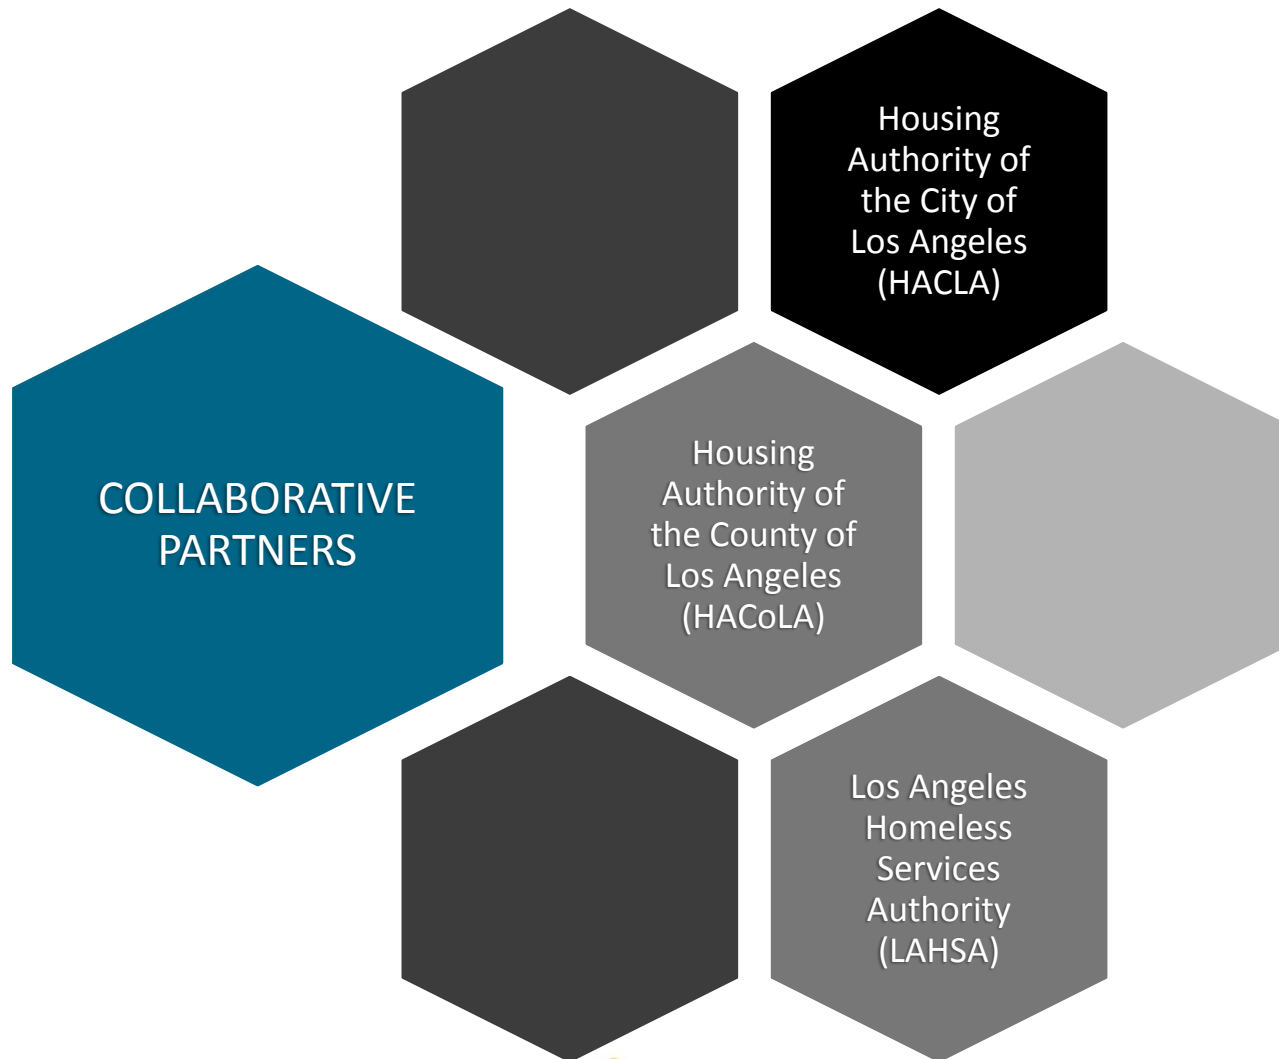 COLLABORATIVE
PARTNERS
Housing
Authority of
the City of
Los Angeles
(HACLA)
Housing
Authority of
the County of
Los Angeles
(HACoLA)
Los Angeles
Homeless
Services
Authority
(LAHSA)